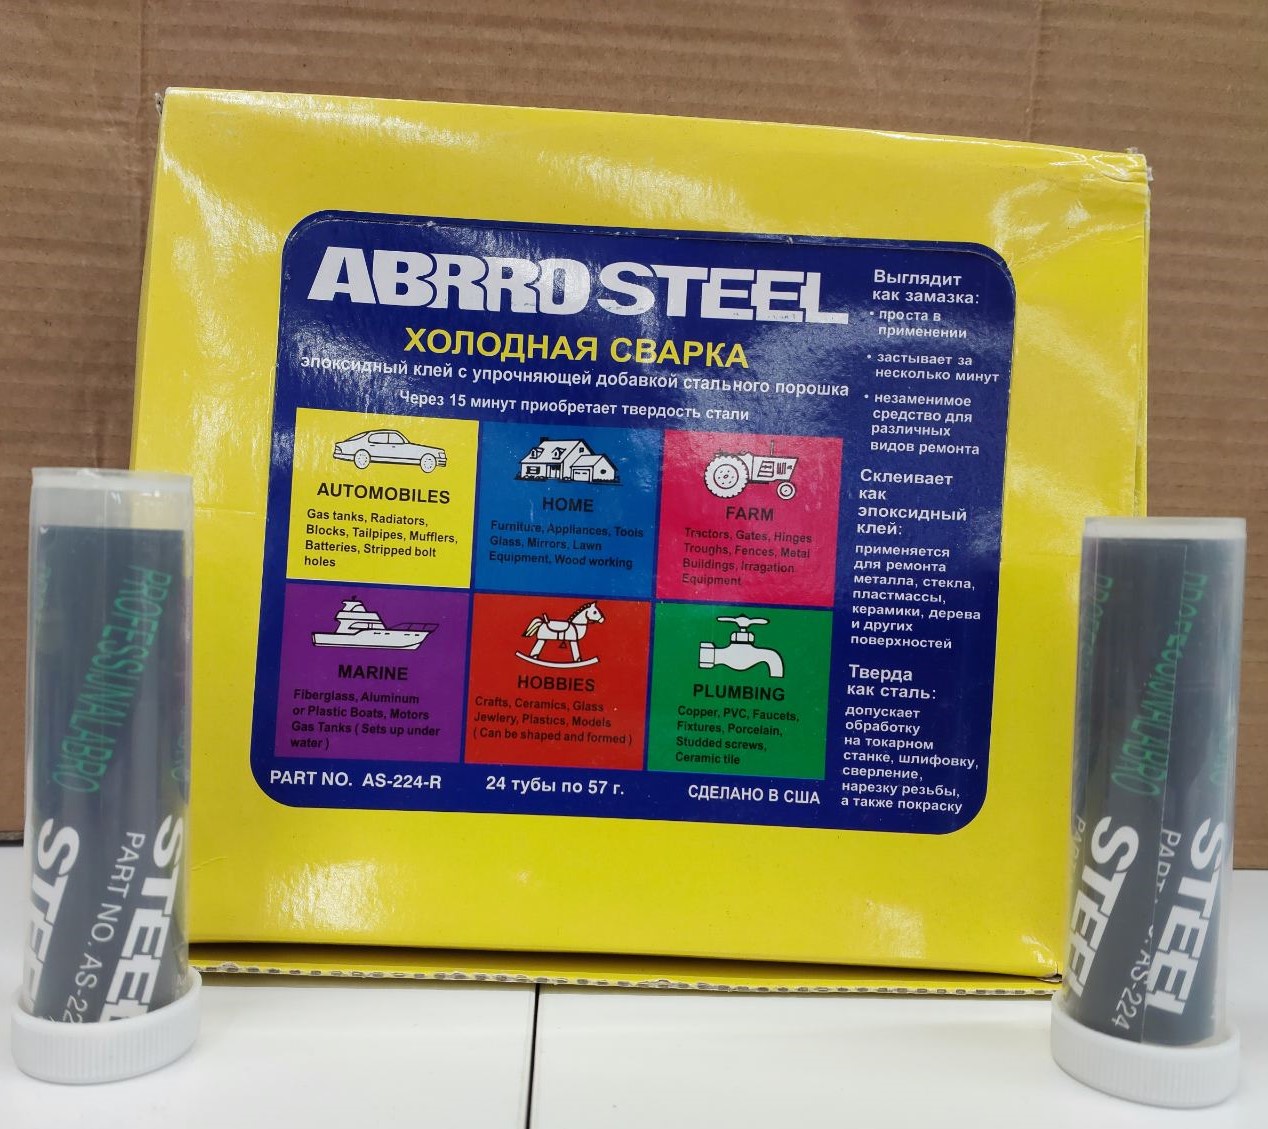 ABRRO STEEL
ХОЛОДНАЯ СВАРКА
эпоксидный клей с упрочняющей добавкой стального порошка
Через 15 минут приобретает твердость стали
AUTOMOBILES
Gas tanks, Radiators,
Blocks, Tailpipes, Mufflers,
Batteries, Stripped bolt
holes
HOME
Furniture, Appliances, Tools
Glass, Mirrors, Lawn
Equipment, Wood working
FARM
Tractors, Gates, Hinges
Troughs, Fences, Metal
Buildings, Irragation
Equipment
MARINE
Fiberglass, Aluminum
or Plastic Boats, Motors
Gas Tanks ( Sets up under
water )
HOBBIES
Crafts, Ceramics, Glass
Jewlery, Plastics, Models
( Can be shaped and formed )
PLUMBING
Copper, PVC, Faucets,
Fixtures, Porcelain,
Studded screws,
Ceramic tile
PART NO. AS-224-R
24 тубы по 57 г.
СДЕЛАНО В США
Выглядит
как замазка:
• проста в
применении
• застывает за
несколько минут
• незаменимое
средство для
различных
видов ремонта
Склеивает
как
эпоксидный
клей:
применяется
для ремонта
металла, стекла,
пластмассы,
керамики, дерева
и других
поверхностей
Тверда
как сталь:
допускает
обработку
на токарном
станке, шлифовку,
сверление,
нарезку резьбы,
а также покраску
PROFESSINAL ABRO
STEEL
PART NO. AS-22
STEEL
PROFESSINAL ABRO
STEEL
AS-224
STEEL